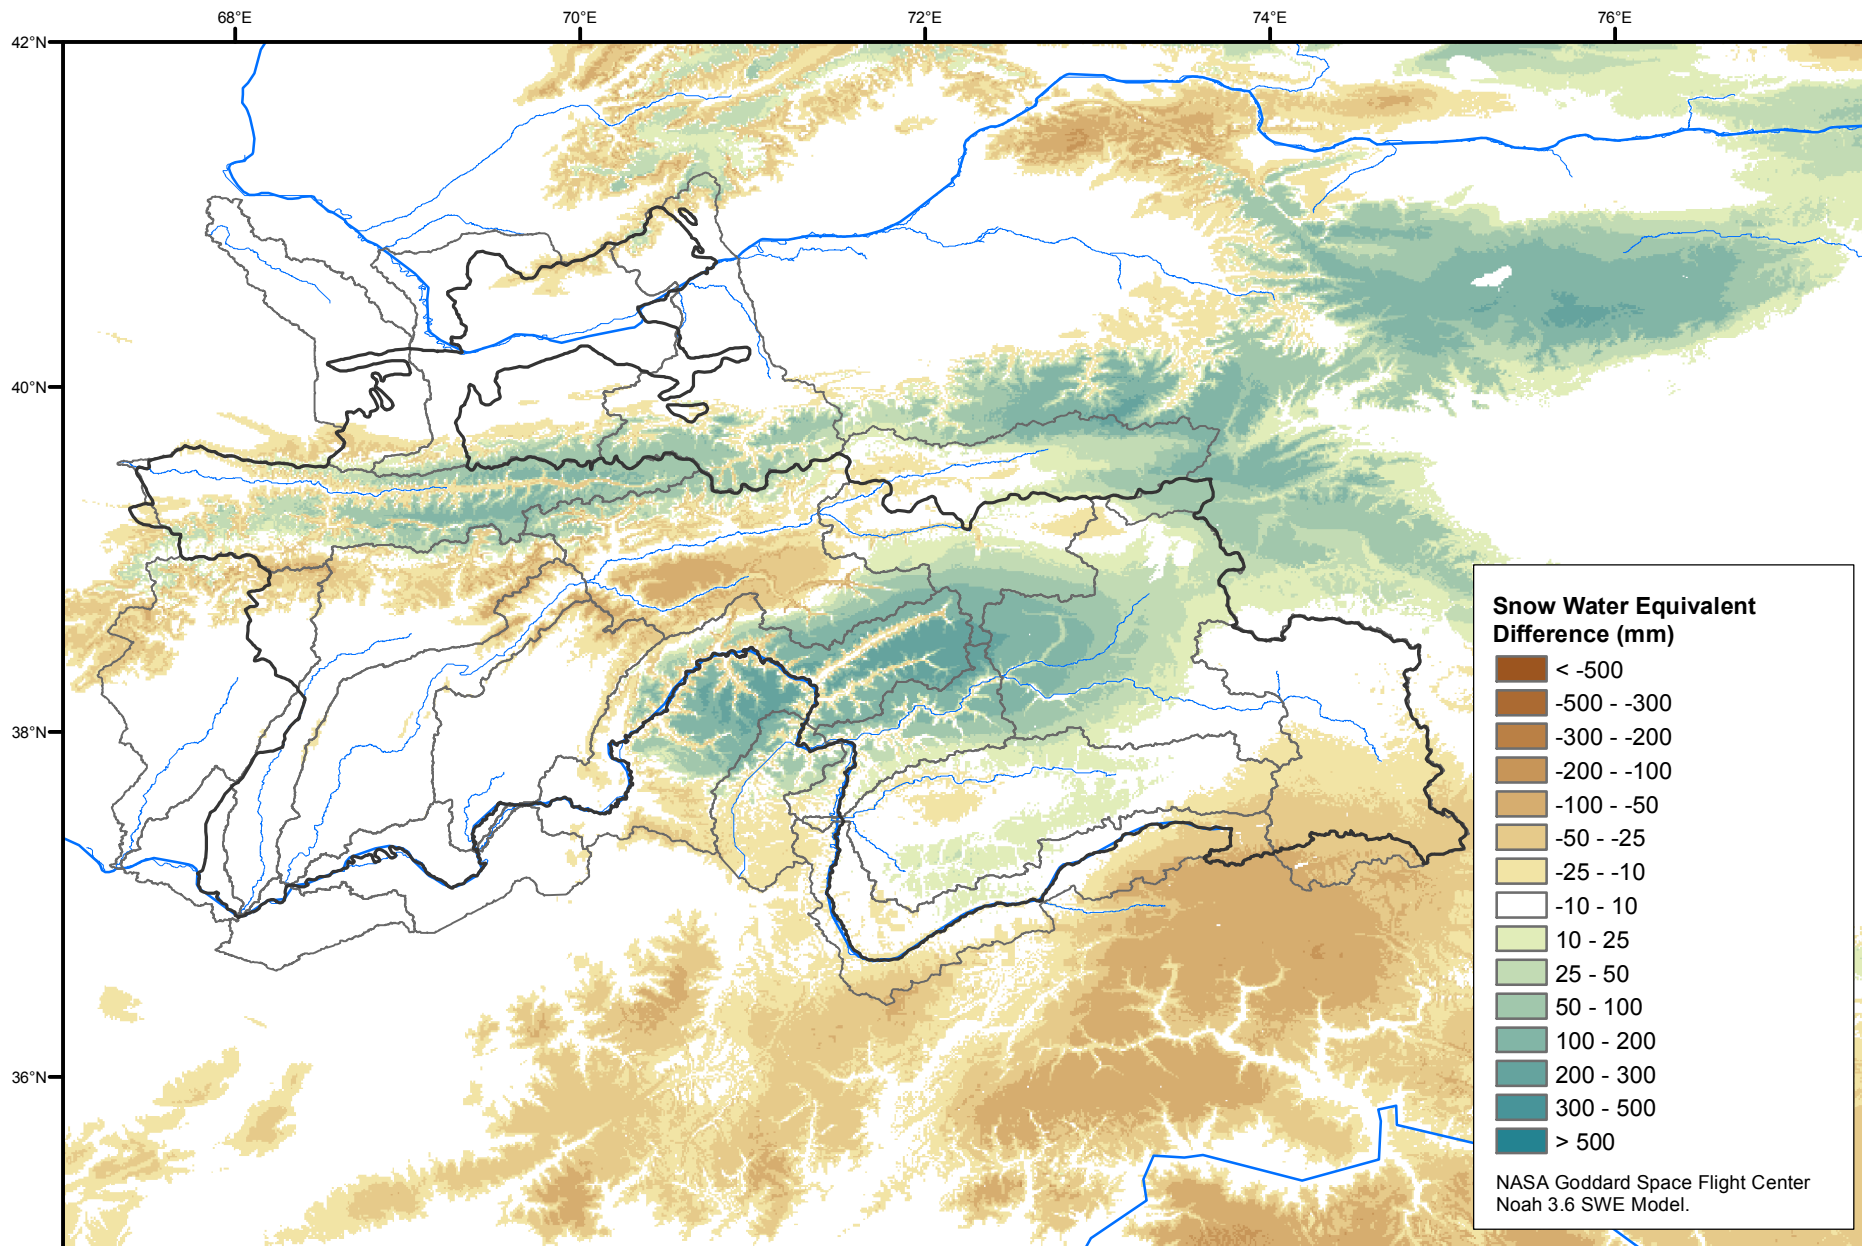 68°E 70°E 72°E 74°E 76°E
42°N
40°N
38°N
36°N
Snow Water Equivalent
Difference (mm)
< -500
-500 - -300
-300 - -200
-200 - -100
-100 - -50
-50 - -25
-25 - -10
-10 - 10
10 - 25
25 - 50
50 - 100
100 - 200
200 - 300
300 - 500
> 500
NASA Goddard Space Flight Center
Noah 3.6 SWE Model.